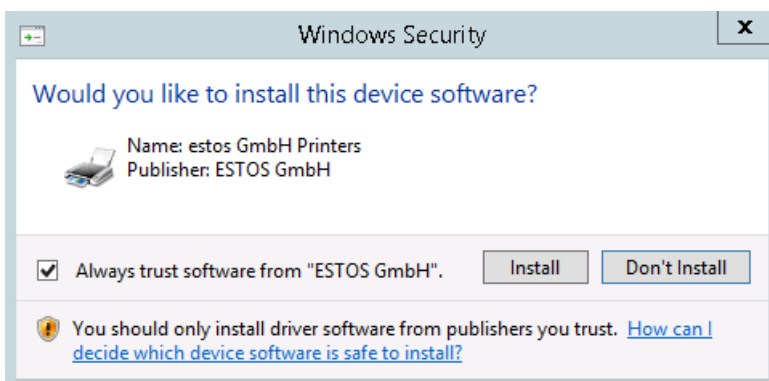 Windows Security
x
Would you like to install this device software?
Name: estos GmbH Printers
Publisher: ESTOS GmbH
Always trust software from "ESTOS GmbH".
Install
Don't Install
You should only install driver software from publishers you trust. How can I
decide which device software is safe to install?